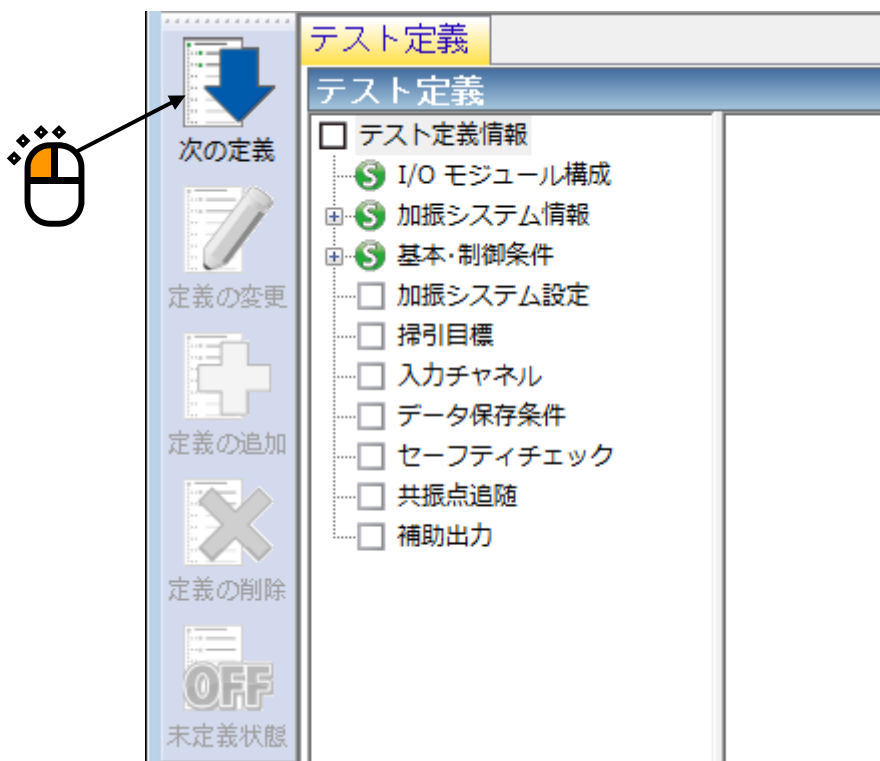 テスト定義
テスト定義
次の定義
定義の変更
定義の追加
定義の削除
OFF
未定義状態
テスト定義情報
S I/O モジュール構成
S 加振システム情報
S 基本・制御条件
加振システム設定
掃引目標
入力チャネル
データ保存条件
セーフティチェック
共振点追随
補助出力